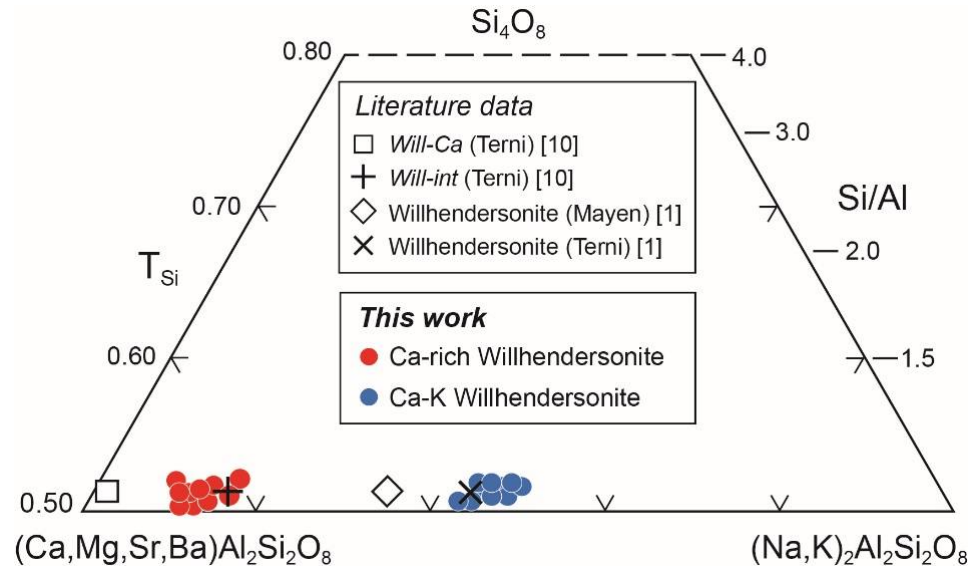 Si₄O₈
0.80
4.0
Literature data
Will-Ca (Terni) [10]
Will-int (Terni) [10]
Willhendersonite (Mayen) [1]
Willhendersonite (Terni) [1]
3.0
0.70
Si/Al
2.0
T_Si
This work
Ca-rich Willhendersonite
Ca-K Willhendersonite
0.60
1.5
0.50
(Ca,Mg,Sr,Ba)Al₂Si₂O₈
(Na,K)₂Al₂Si₂O₈